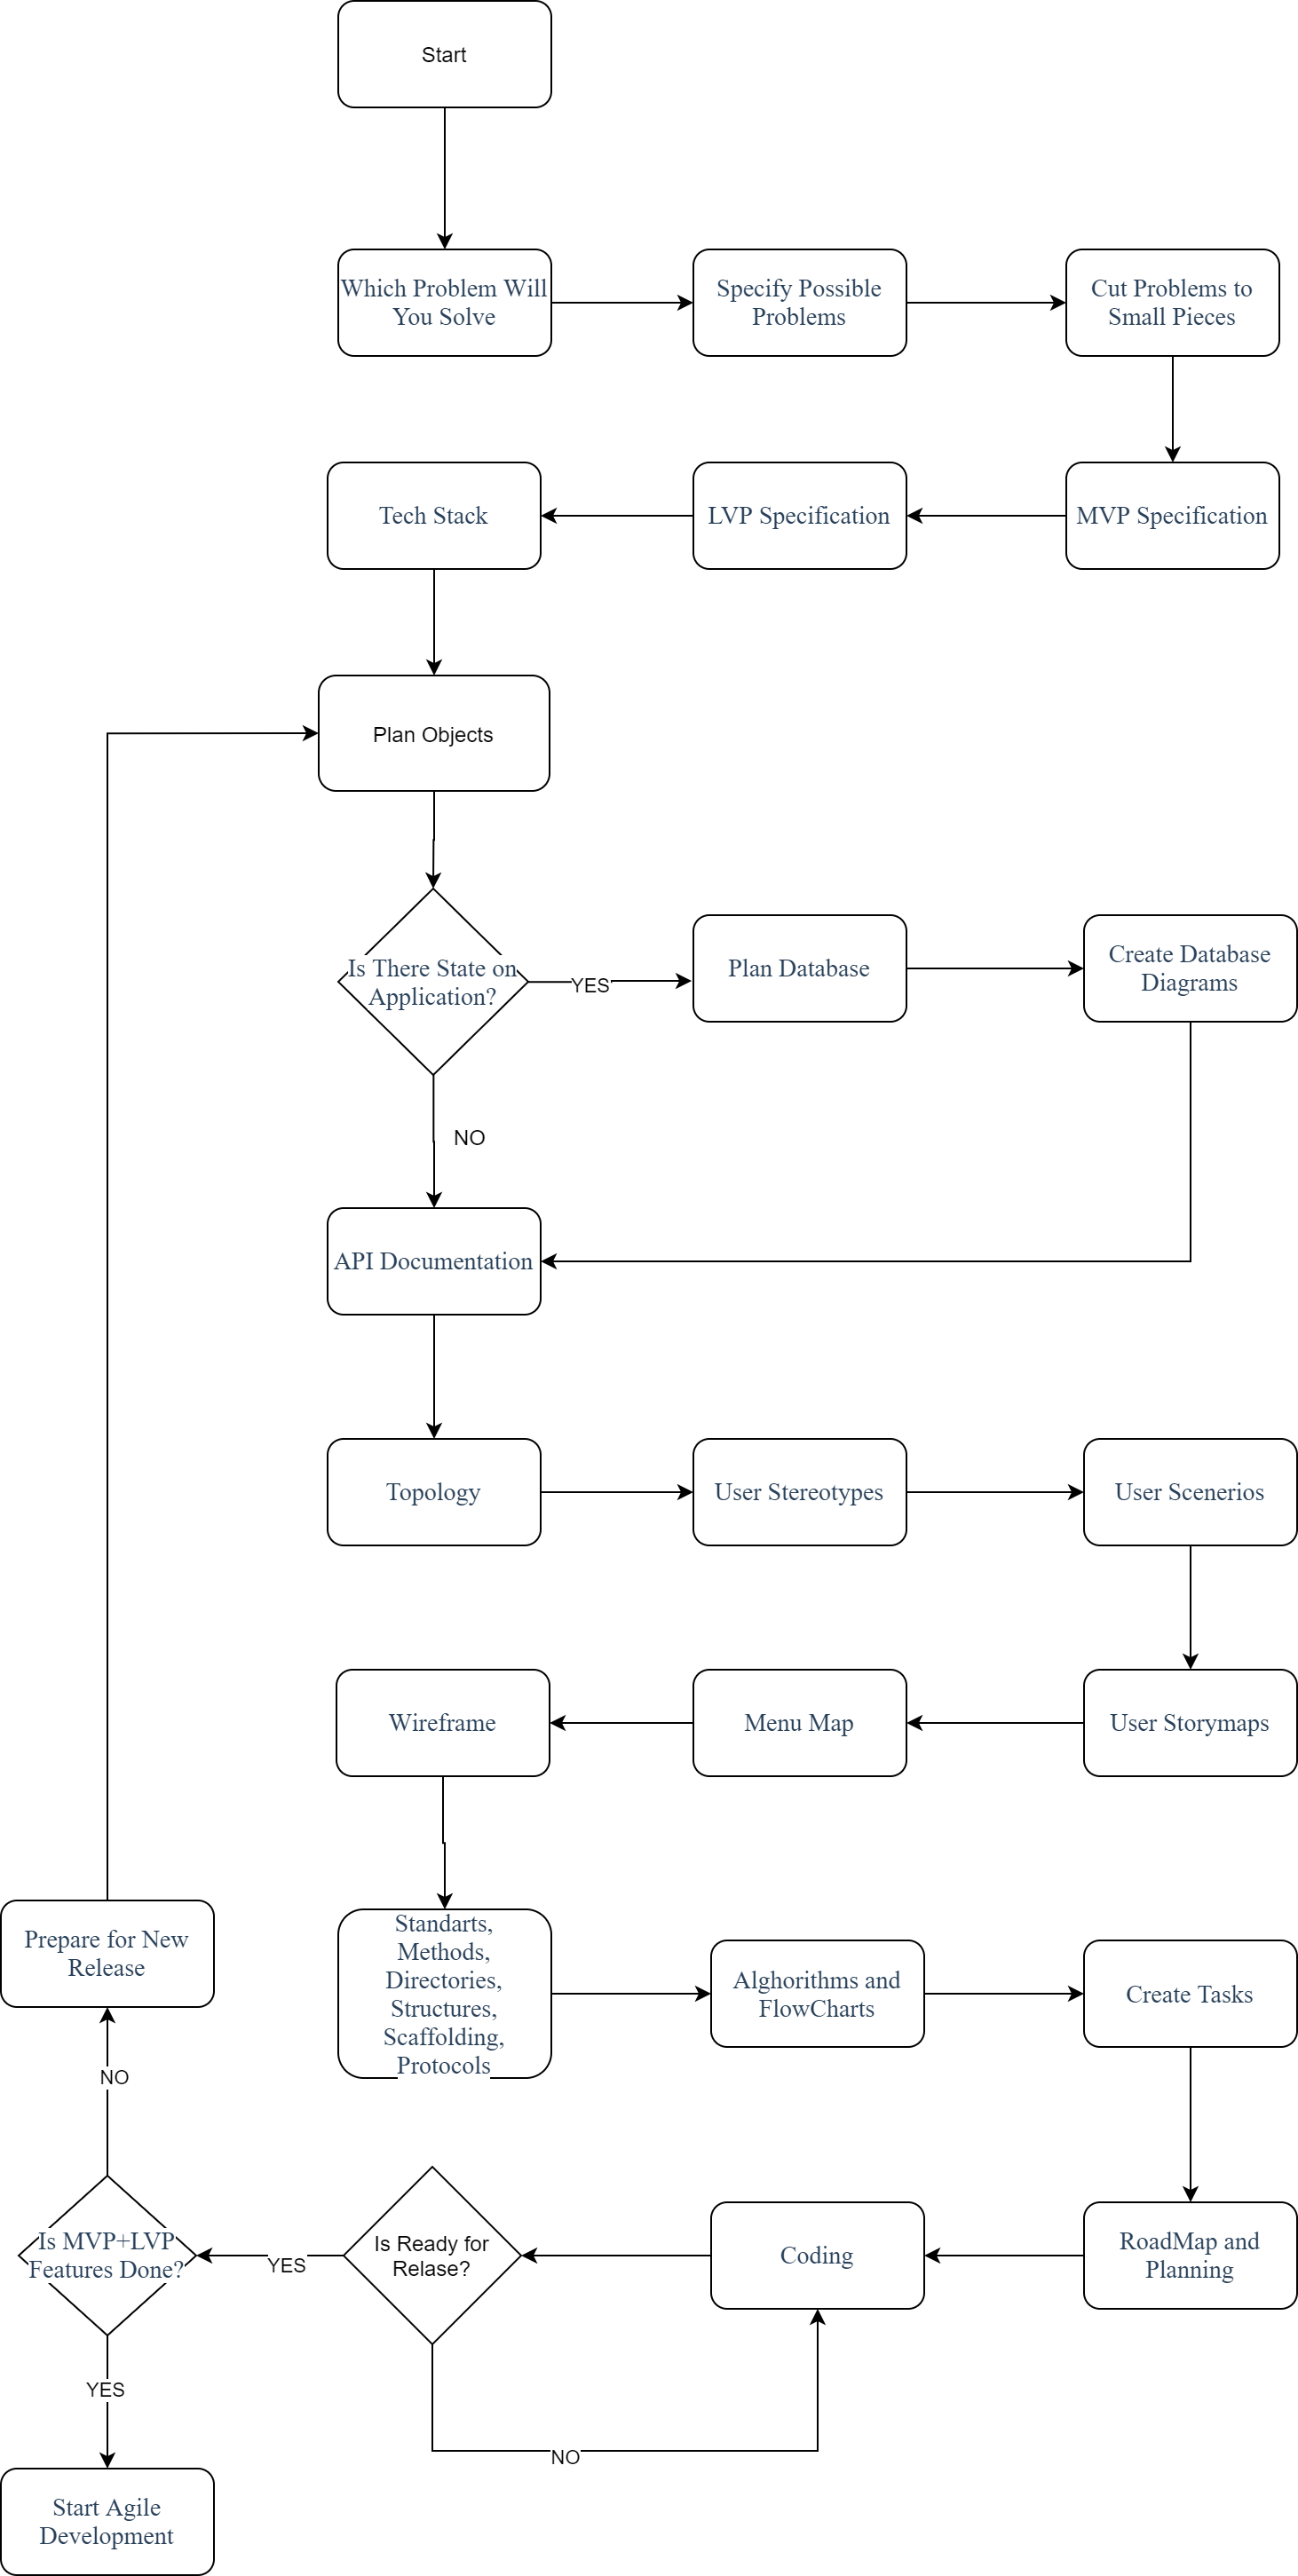 Start
Which Problem Will
You Solve
Specify Possible
Problems
Cut Problems to
Small Pieces
Tech Stack
LVP Specification
MVP Specification
Plan Objects
Is There State on
Application?
YES
Plan Database
Create Database
Diagrams
NO
API Documentation
Topology
User Stereotypes
User Scenerios
Wireframe
Menu Map
User Storymaps
Prepare for New
Release
Standarts,
Methods,
Directories,
Structures,
Scaffolding,
Protocols
Alghorithms and
FlowCharts
Create Tasks
NO
Is MVP+LVP
Features Done?
YES
Is Ready for
Relase?
Coding
RoadMap and
Planning
YES
NO
Start Agile
Development